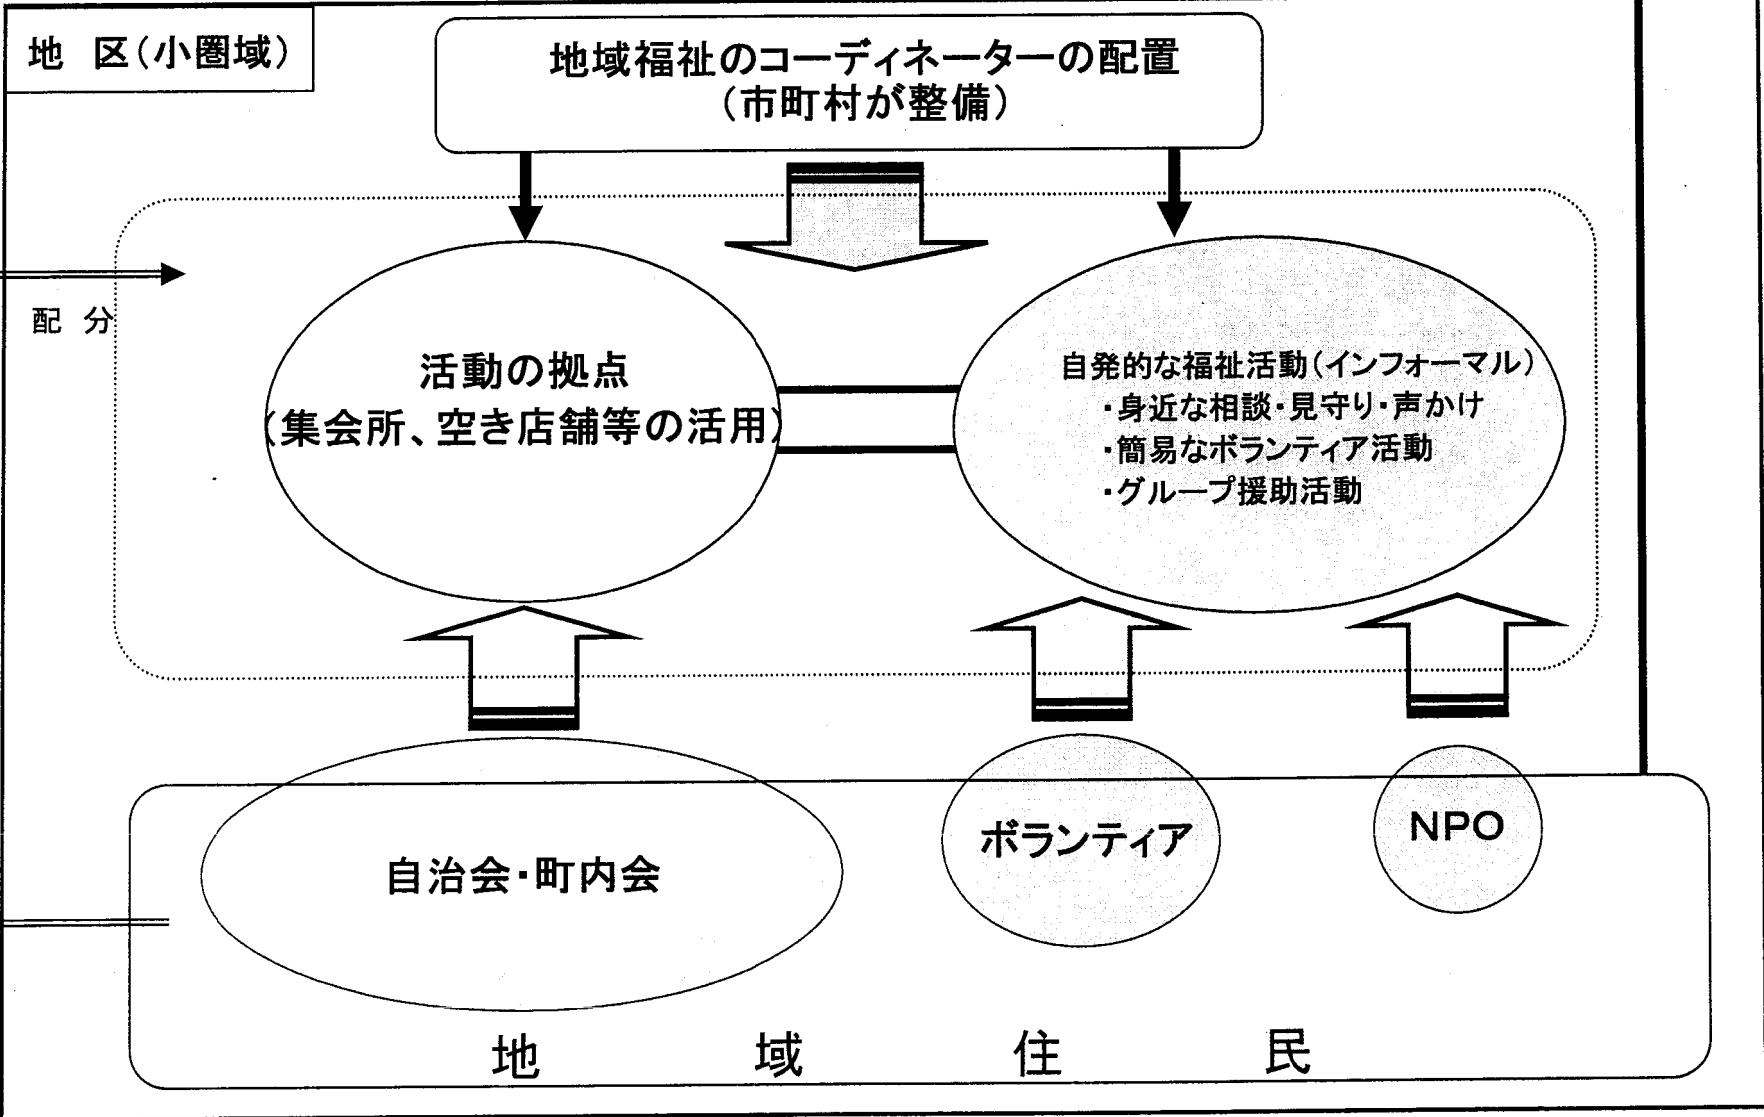 地 区（小圏域）
地域福祉のコーディネーターの配置
（市町村が整備）
配 分
活動の拠点
（集会所、空き店舗等の活用）
自発的な福祉活動（インフォーマル）
・身近な相談・見守り・声かけ
・簡易なボランティア活動
・グループ援助活動
自治会・町内会
ボランティア
NPO
地 域 住 民